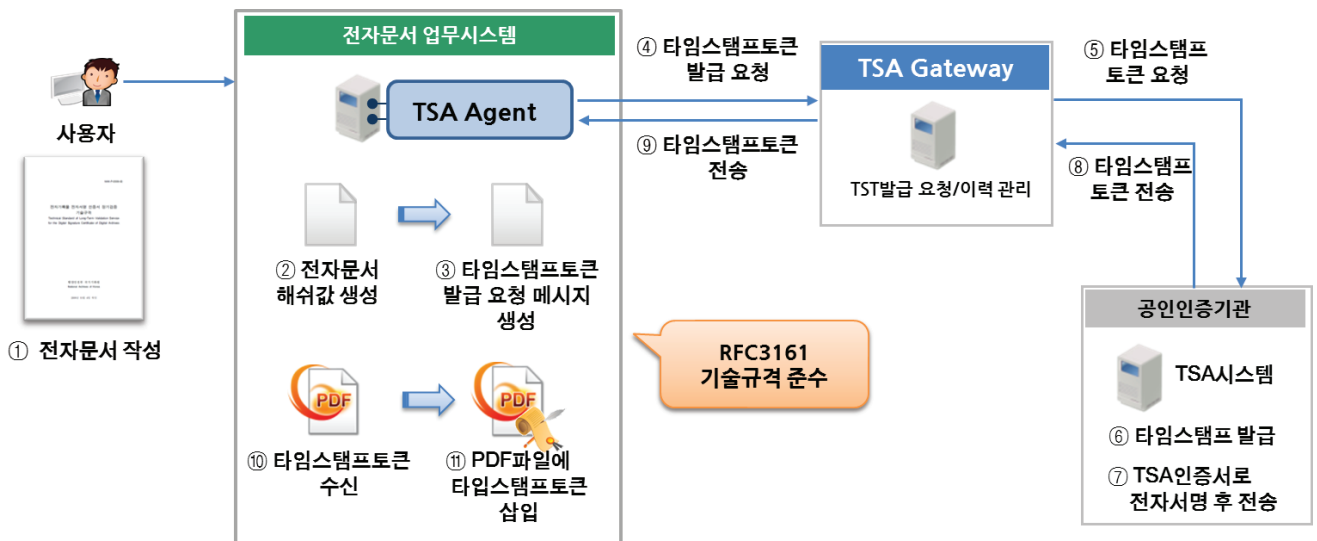 사용자
① 전자문서 작성
전자문서 업무시스템
TSA Agent
② 전자문서
해쉬값 생성
③ 타임스탬프토큰
발급 요청 메시지
생성
PDF
PDF
⑩ 타임스탬프토큰
수신
⑪ PDF파일에
타입스탬프토큰
삽입
④ 타임스탬프토큰
발급 요청
⑨ 타임스탬프토큰
전송
RFC3161
기술규격 준수
TSA Gateway
TST발급 요청/이력 관리
⑤ 타임스탬프
토큰 요청
⑧ 타임스탬프
토큰 전송
공인인증기관
TSA시스템
⑥ 타임스탬프 발급
⑦ TSA인증서로
전자서명 후 전송